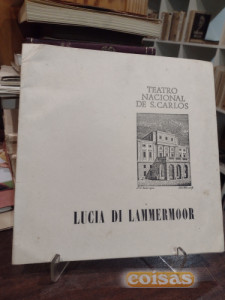 TEATRO
NACIONAL
DE S. CARLOS
LUCIA DI LAMMERMOOR
coisas